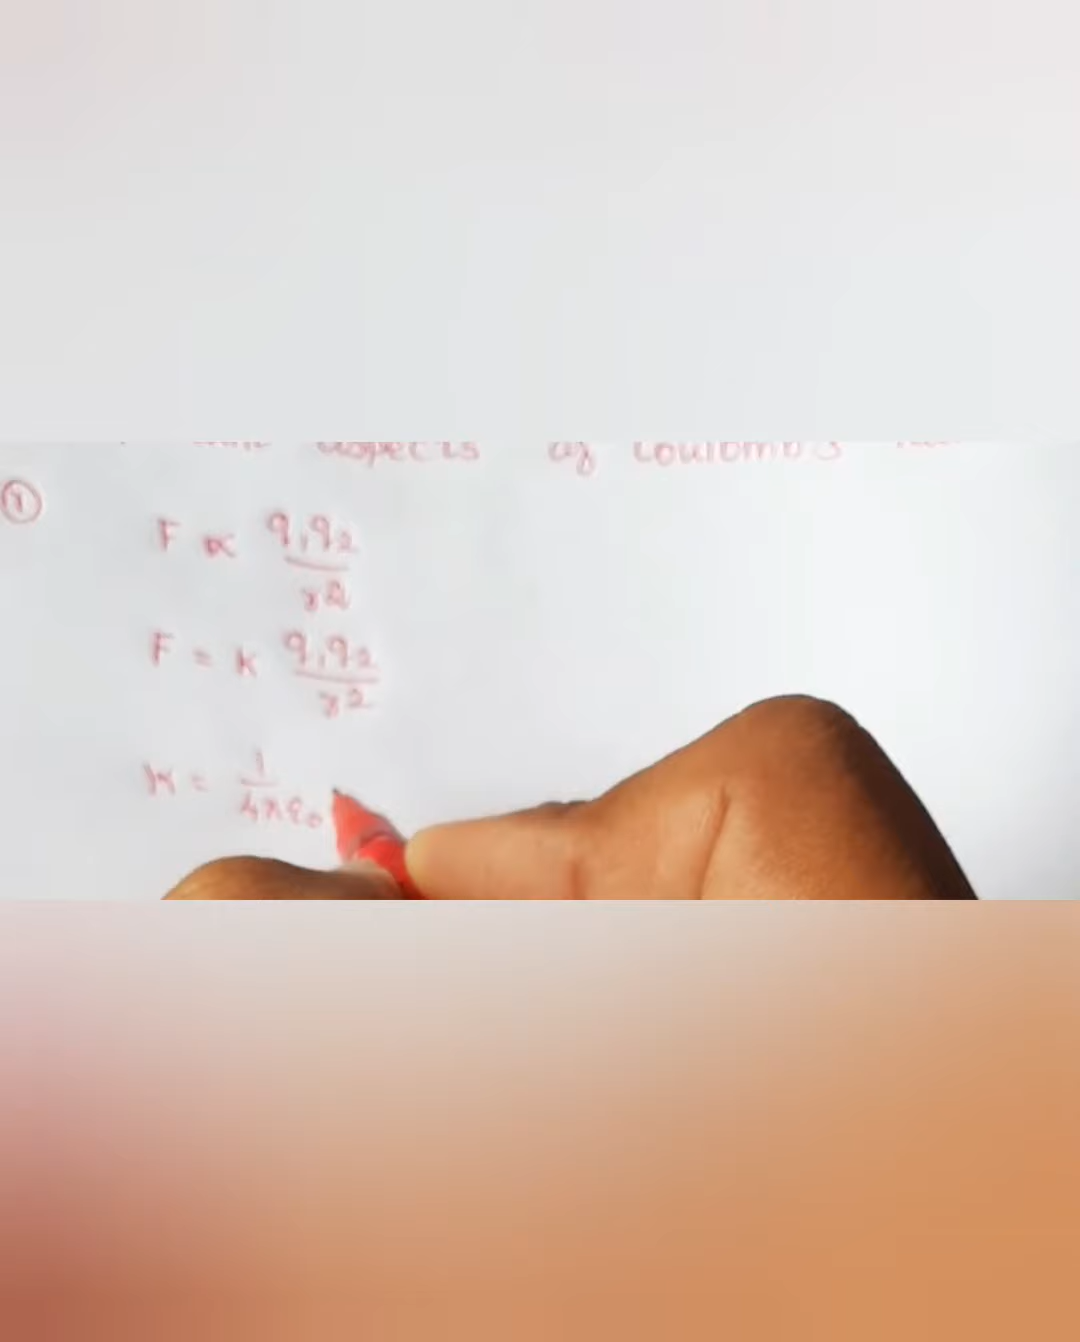 aspects of Coulomb's
①
F ∝ q₁q₂/r²
F = K q₁q₂/r²
K = 1/4πε₀